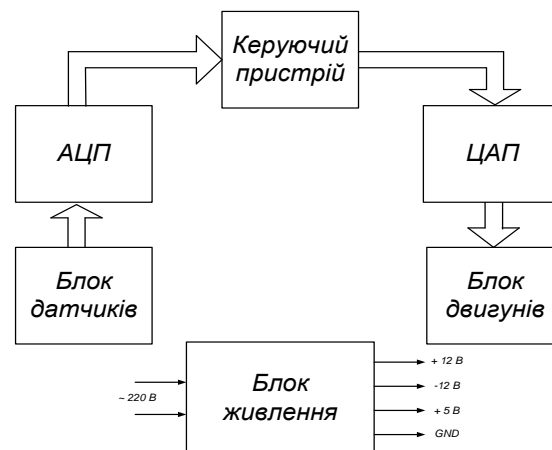 Керуючий
пристрій
АЦП
ЦАП
Блок
датчиків
Блок
двигунів
~ 220 В
Блок
живлення
+ 12 В
-12 В
+ 5 В
GND